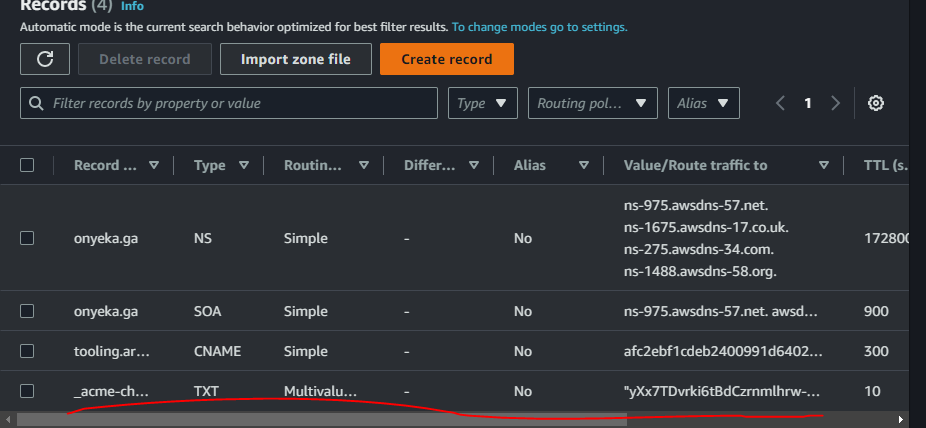 Records (4) Info
Automatic mode is the current search behavior optimized for best filter results. To change modes go to settings.
Delete record Import zone file Create record
Filter records by property or value Type Routing pol... Alias 1
Record ... Type Routin... Differ... Alias Value/Route traffic to TTL (s.
onyeka.ga NS Simple - No ns-975.awsdns-57.net. 172800
ns-1675.awsdns-17.co.uk.
ns-275.awsdns-34.com.
ns-1488.awsdns-58.org.
onyeka.ga SOA Simple - No ns-975.awsdns-57.net. awsd... 900
tooling.ar... CNAME Simple - No afc2ebf1cdeb2400991d6402... 300
_acme-ch... TXT Multivalu... - No "yXx7TDvrki6tBdCzrnmlhrw-... 10